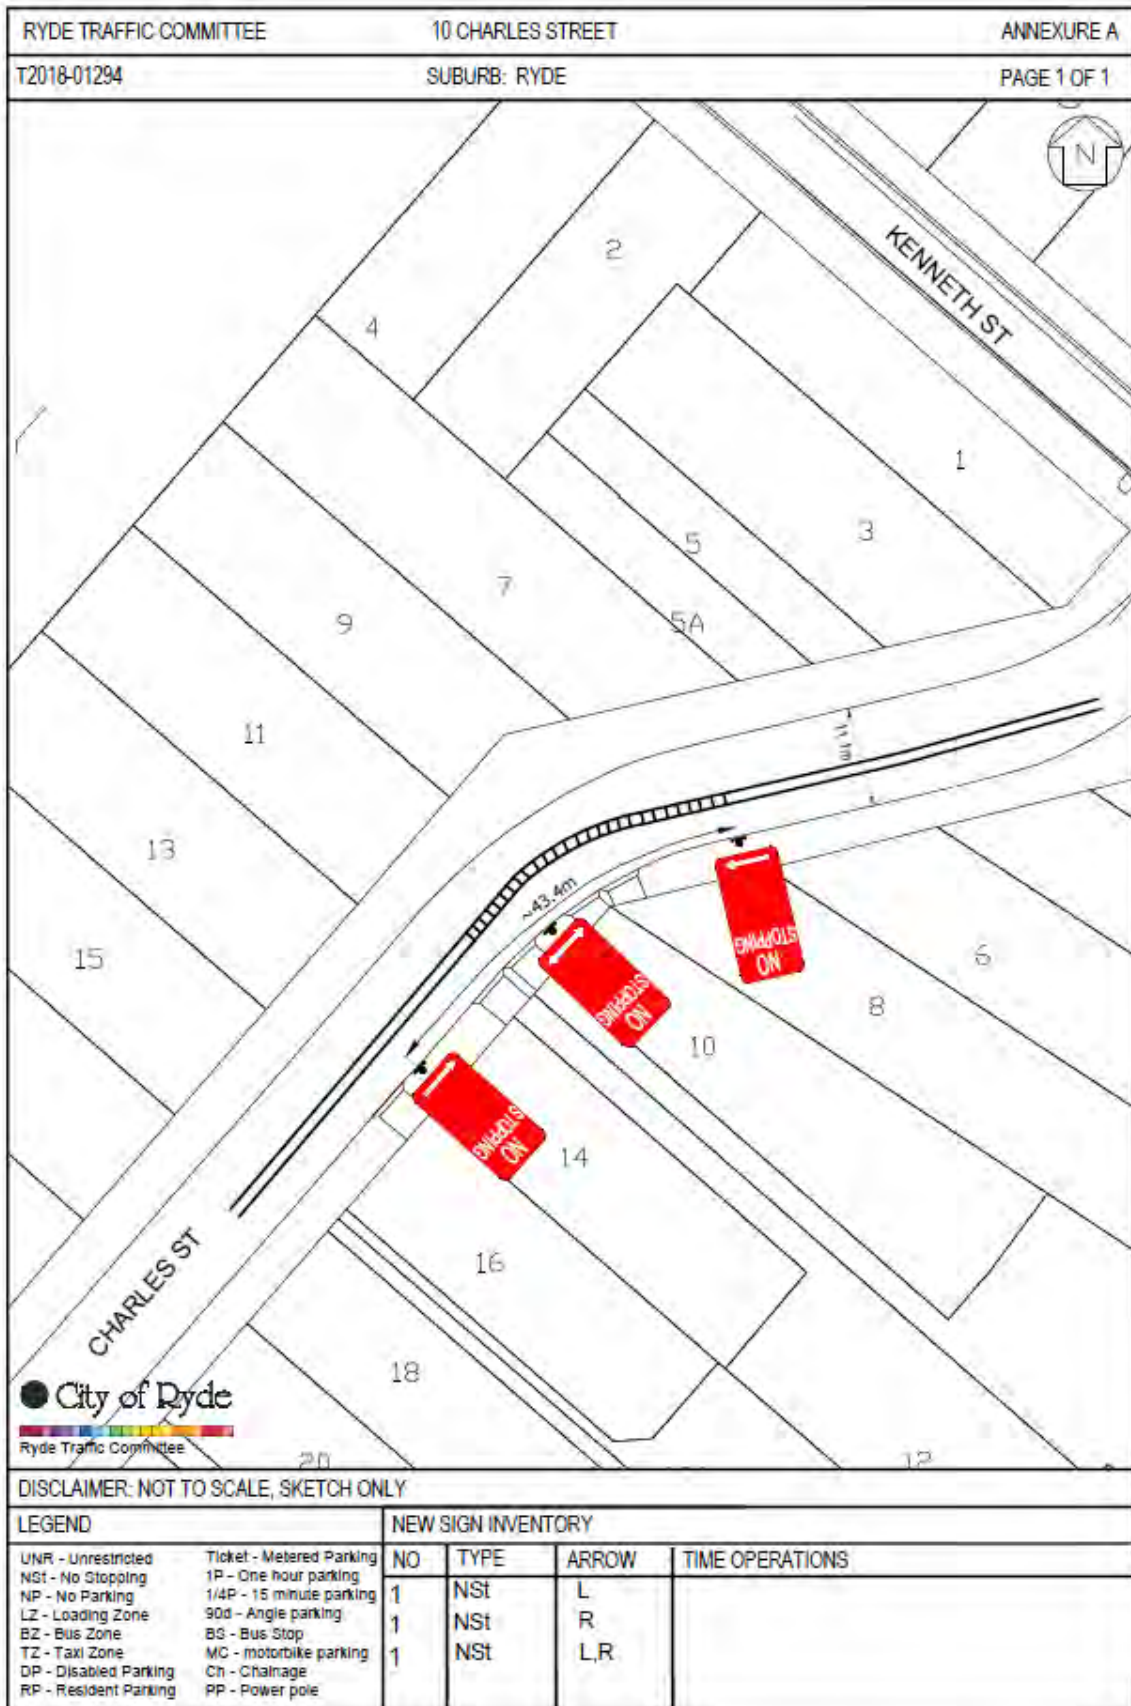 RYDE TRAFFIC COMMITTEE 10 CHARLES STREET ANNEXURE A
T2018-01294 SUBURB: RYDE PAGE 1 OF 1
N
KENNETH ST
2
4
1
3
5
5A
7
9
11
13
15
~43.4m
NO STOPPING
NO STOPPING
NO STOPPING
6
8
10
14
16
18
20
12
CHARLES ST
City of Ryde
Ryde Traffic Committee
DISCLAIMER: NOT TO SCALE, SKETCH ONLY
LEGEND
UNR - Unrestricted
NSt - No Stopping
NP - No Parking
LZ - Loading Zone
BZ - Bus Zone
TZ - Taxi Zone
DP - Disabled Parking
RP - Resident Parking
Ticket - Metered Parking
1P - One hour parking
1/4P - 15 minute parking
90d - Angle parking
BS - Bus Stop
MC - motorbike parking
Ch - Chainage
PP - Power pole
NEW SIGN INVENTORY
NO TYPE ARROW TIME OPERATIONS
1 NSt L
1 NSt R
1 NSt L,R